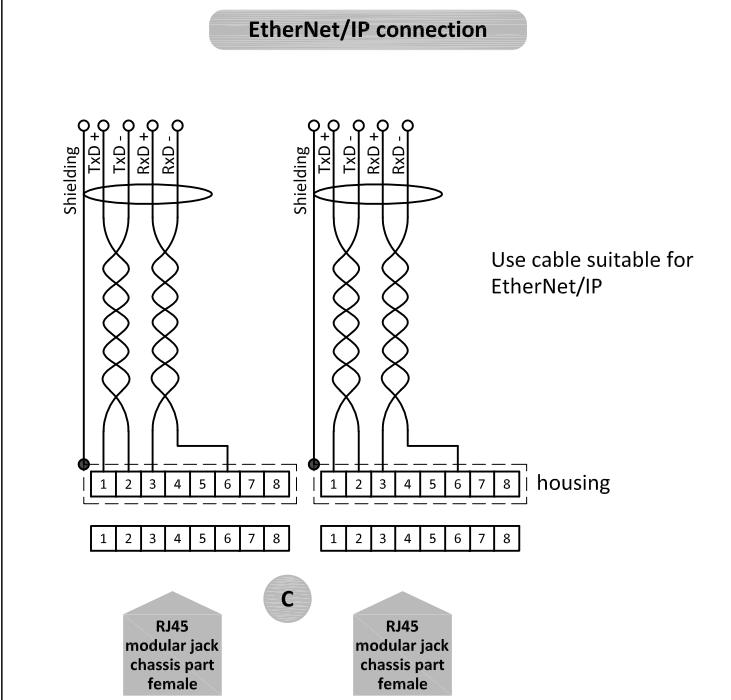 EtherNet/IP connection
Shielding
TxD +
TxD -
RxD +
RxD -
Shielding
TxD +
TxD -
RxD +
RxD -
Use cable suitable for
EtherNet/IP
1 2 3 4 5 6 7 8
1 2 3 4 5 6 7 8
housing
1 2 3 4 5 6 7 8
1 2 3 4 5 6 7 8
C
RJ45
modular jack
chassis part
female
RJ45
modular jack
chassis part
female